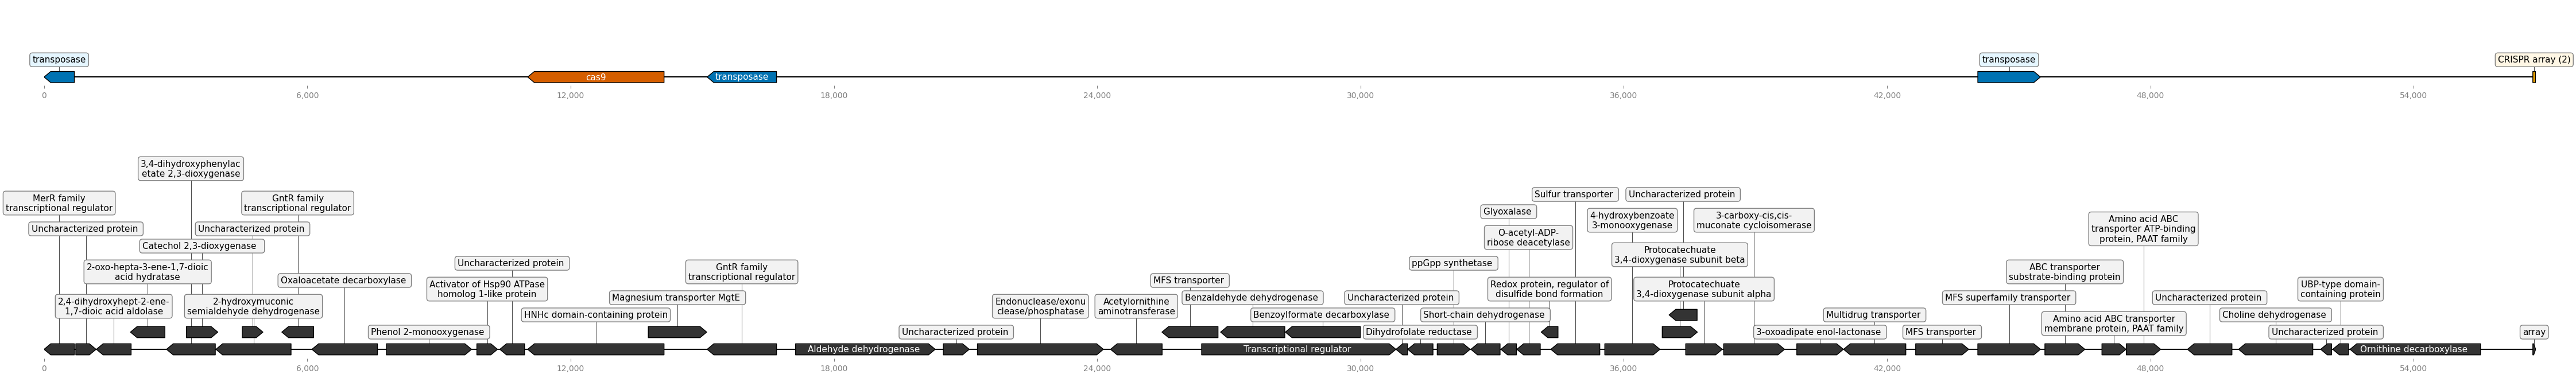 transposase
transposase
CRISPR array (2)
cas9
transposase
0
6,000
12,000
18,000
24,000
30,000
36,000
42,000
48,000
54,000
3,4-dihydroxyphenylac
etate 2,3-dioxygenase
MerR family
transcriptional regulator
GntR family
transcriptional regulator
Sulfur transporter
Uncharacterized protein
Glyoxalase
4-hydroxybenzoate
3-monooxygenase
3-carboxy-cis,cis-
muconate cycloisomerase
Amino acid ABC
transporter ATP-binding
protein, PAAT family
Uncharacterized protein
Uncharacterized protein
O-acetyl-ADP-
ribose deacetylase
Catechol 2,3-dioxygenase
Protocatechuate
3,4-dioxygenase subunit beta
2-oxo-hepta-3-ene-1,7-dioic
acid hydratase
Uncharacterized protein
GntR family
transcriptional regulator
ppGpp synthetase
ABC transporter
substrate-binding protein
Oxaloacetate decarboxylase
Activator of Hsp90 ATPase
homolog 1-like protein
MFS transporter
Redox protein, regulator of
disulfide bond formation
Protocatechuate
3,4-dioxygenase subunit alpha
UBP-type domain-
containing protein
2,4-dihydroxyhept-2-ene-
1,7-dioic acid aldolase
2-hydroxymuconic
semialdehyde dehydrogenase
Magnesium transporter MgtE
Endonuclease/exonu
clease/phosphatase
Acetylornithine
aminotransferase
Benzaldehyde dehydrogenase
Uncharacterized protein
MFS superfamily transporter
Uncharacterized protein
HNHc domain-containing protein
Benzoylformate decarboxylase
Short-chain dehydrogenase
Multidrug transporter
Amino acid ABC transporter
membrane protein, PAAT family
Choline dehydrogenase
Phenol 2-monooxygenase
Uncharacterized protein
Dihydrofolate reductase
3-oxoadipate enol-lactonase
MFS transporter
Uncharacterized protein
array
Aldehyde dehydrogenase
Transcriptional regulator
Ornithine decarboxylase
0
6,000
12,000
18,000
24,000
30,000
36,000
42,000
48,000
54,000